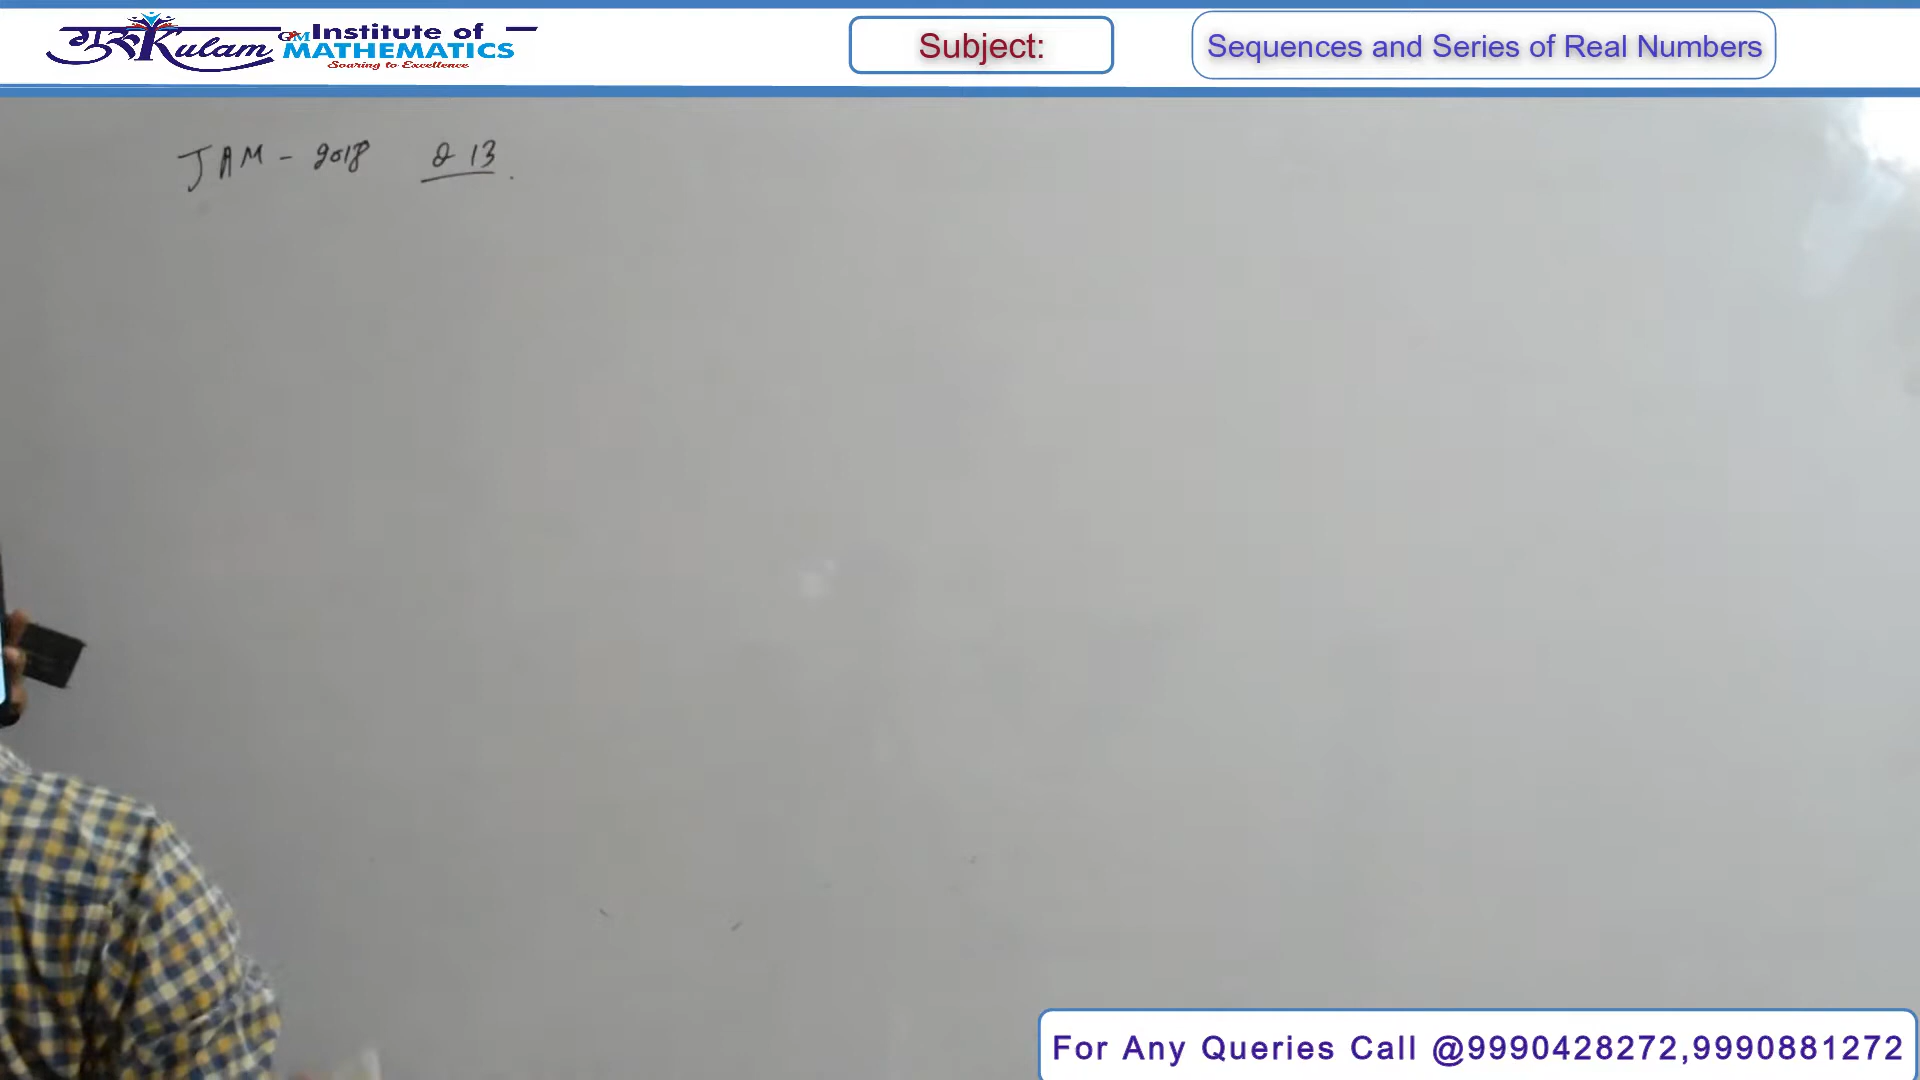 गुरुKulam GM Institute of
MATHEMATICS
Soaring to Excellence
Subject:
Sequences and Series of Real Numbers
JAM - 2018 Q 13.
For Any Queries Call @9990428272,9990881272